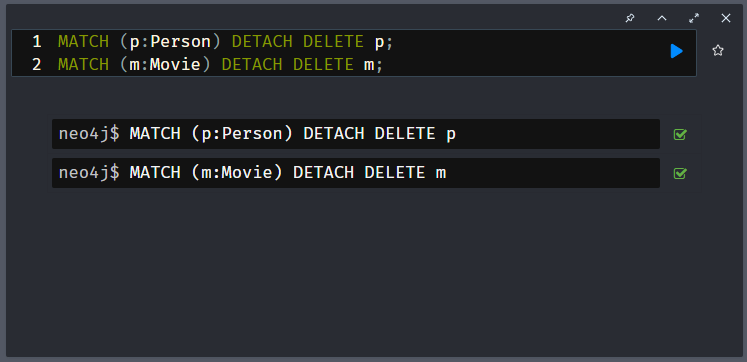 1 MATCH (p:Person) DETACH DELETE p;
2 MATCH (m:Movie) DETACH DELETE m;
neo4j$ MATCH (p:Person) DETACH DELETE p
neo4j$ MATCH (m:Movie) DETACH DELETE m